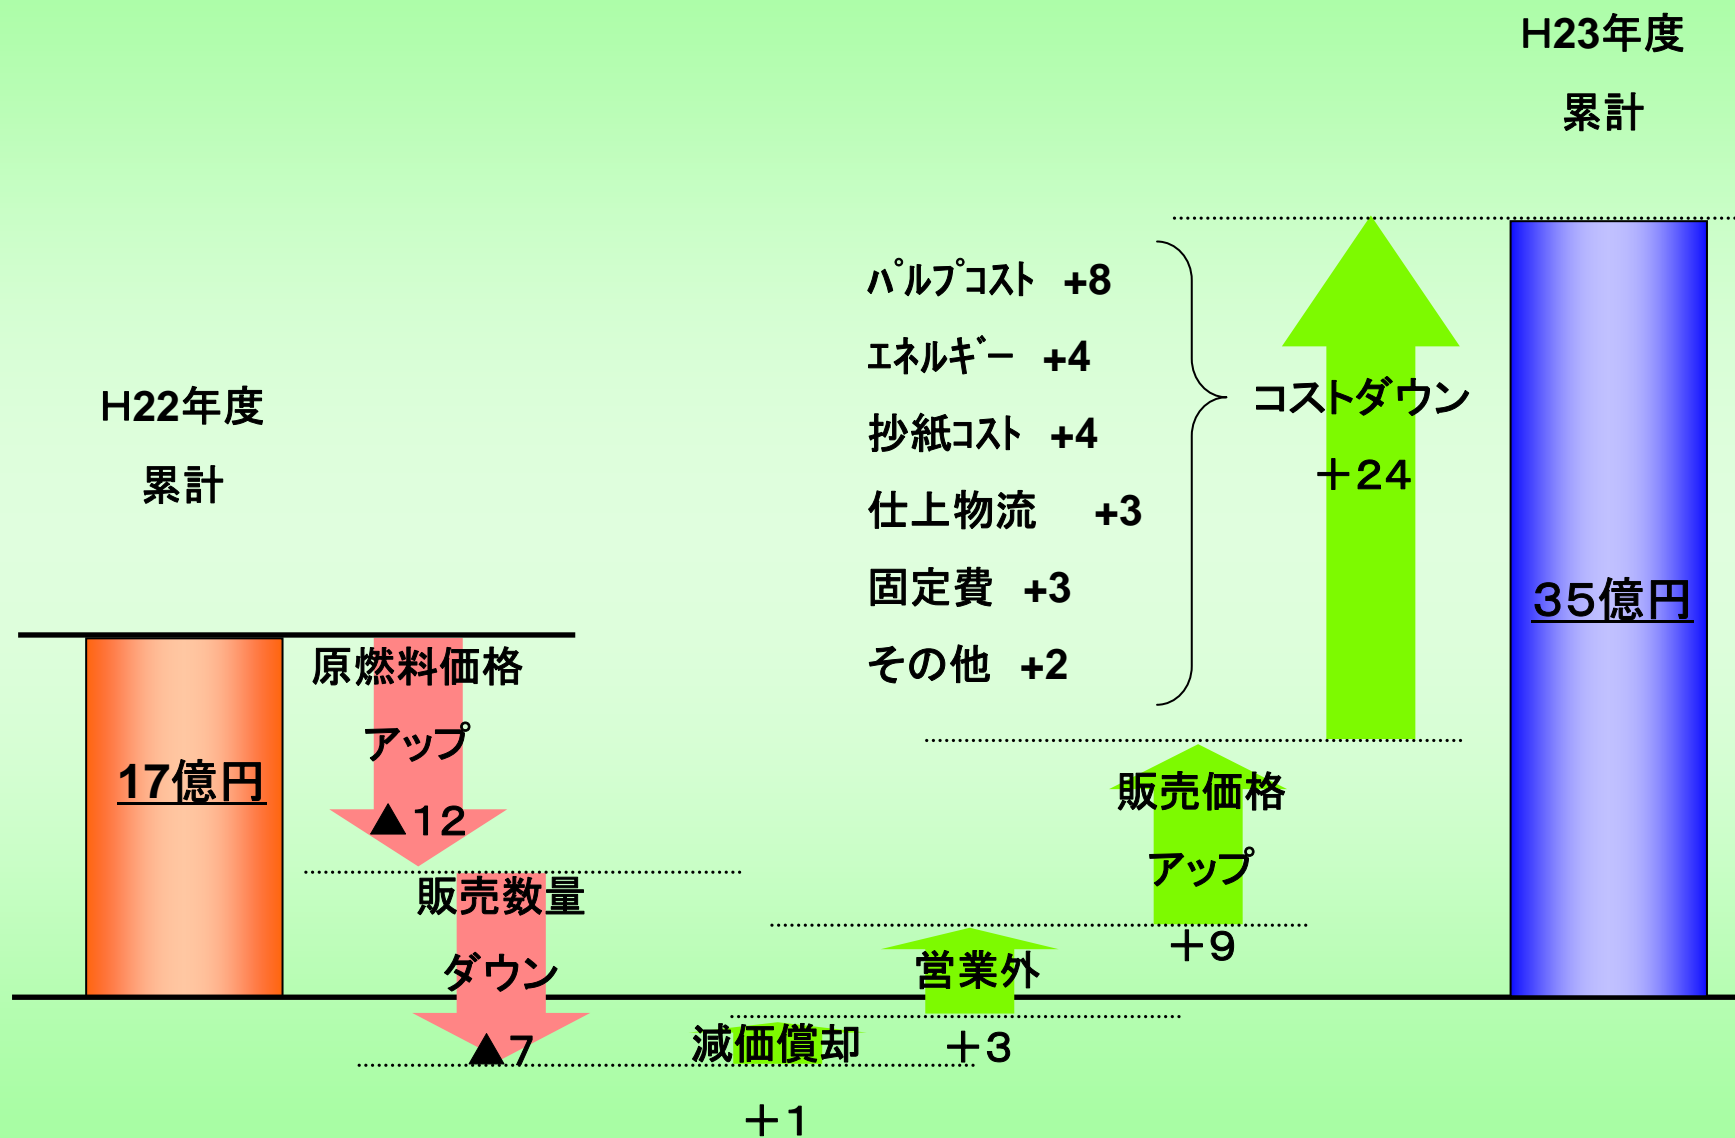 H22年度
累計
17億円
原燃料価格
アップ
▲12
販売数量
ダウン
▲7
減価償却
+1
営業外
+3
販売価格
アップ
+9
パルプコスト +8
エネルギー +4
抄紙コスト +4
仕上物流 +3
固定費 +3
その他 +2
コストダウン
+24
H23年度
累計
35億円